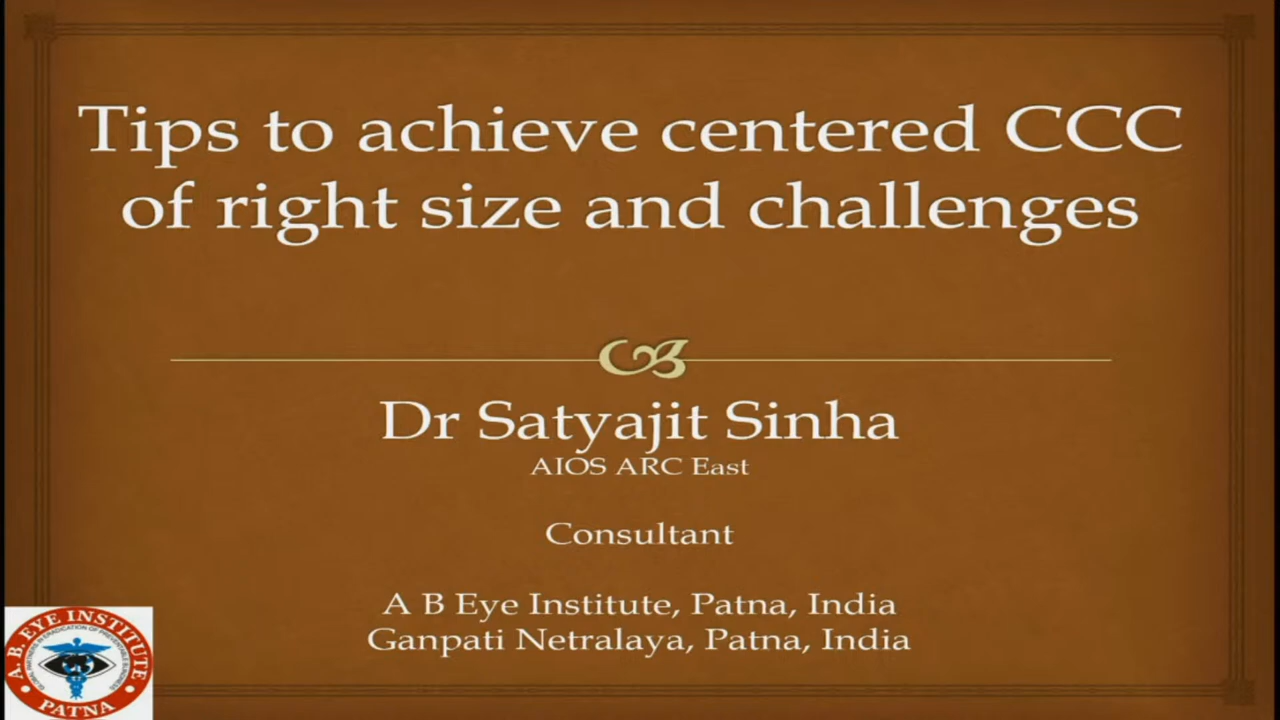 Tips to achieve centered CCC
of right size and challenges
Dr Satyajit Sinha
AIOS ARC East
Consultant
A B Eye Institute, Patna, India
Ganpati Netralaya, Patna, India
A.B. EYE INSTITUTE
PATNA